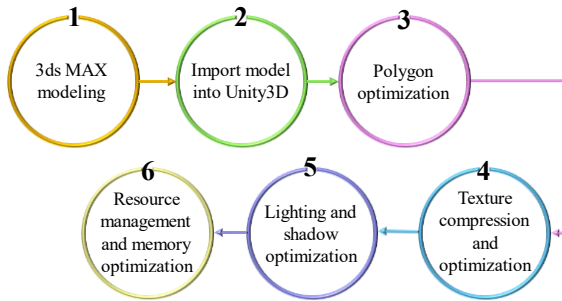 1
3ds MAX
modeling
2
Import model
into Unity3D
3
Polygon
optimization
4
Texture
compression
and
optimization
5
Lighting and
shadow
optimization
6
Resource
management
and memory
optimization